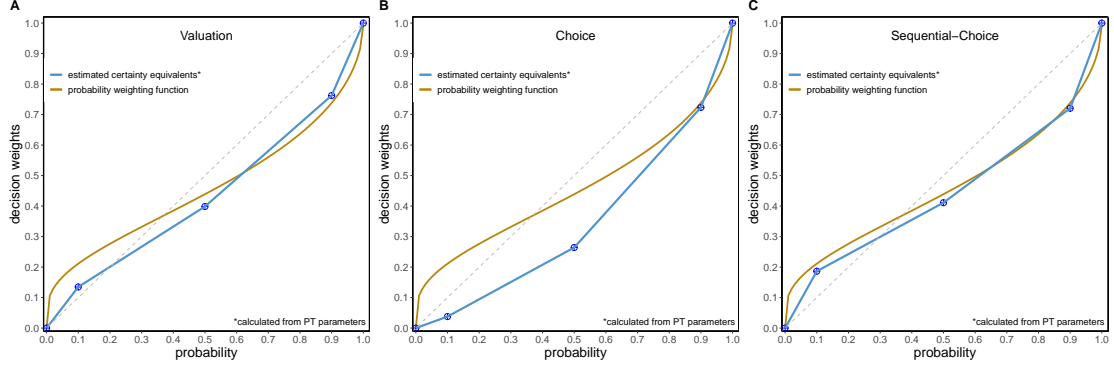 A
Valuation
estimated certainty equivalents*
probability weighting function
*calculated from PT parameters
decision weights
1.0
0.9
0.8
0.7
0.6
0.5
0.4
0.3
0.2
0.1
0.0
0.0 0.1 0.2 0.3 0.4 0.5 0.6 0.7 0.8 0.9 1.0
probability
B
Choice
estimated certainty equivalents*
probability weighting function
*calculated from PT parameters
decision weights
1.0
0.9
0.8
0.7
0.6
0.5
0.4
0.3
0.2
0.1
0.0
0.0 0.1 0.2 0.3 0.4 0.5 0.6 0.7 0.8 0.9 1.0
probability
C
Sequential−Choice
estimated certainty equivalents*
probability weighting function
*calculated from PT parameters
decision weights
1.0
0.9
0.8
0.7
0.6
0.5
0.4
0.3
0.2
0.1
0.0
0.0 0.1 0.2 0.3 0.4 0.5 0.6 0.7 0.8 0.9 1.0
probability